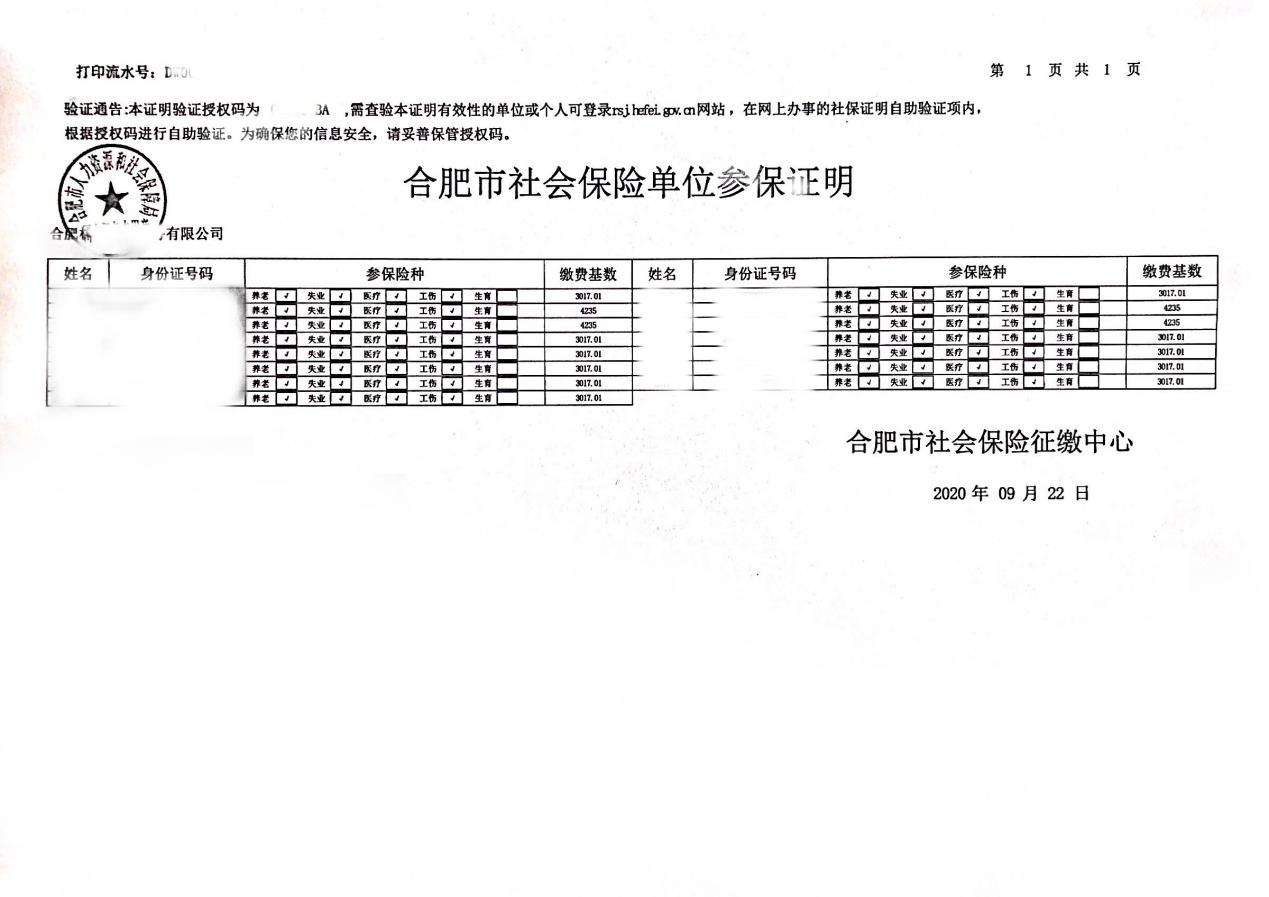 打印流水号：DW0
第 1 页 共 1 页
验证通告:本证明验证授权码为 BA ,需查验本证明有效性的单位或个人可登录rsj.hefei.gov.cn网站，在网上办事的社保证明自助验证项内，
根据授权码进行自助验证。为确保您的信息安全，请妥善保管授权码。
合肥市人力资源和社会保障局
合肥市社会保险单位参保证明
合肥 有限公司
姓名 身份证号码 参保险种 缴费基数 姓名 身份证号码 参保险种 缴费基数
养老 √ 失业 √ 医疗 √ 工伤 √ 生育 3017.01 养老 √ 失业 √ 医疗 √ 工伤 √ 生育 3017.01
养老 √ 失业 √ 医疗 √ 工伤 √ 生育 4235 养老 √ 失业 √ 医疗 √ 工伤 √ 生育 4235
养老 √ 失业 √ 医疗 √ 工伤 √ 生育 4235 养老 √ 失业 √ 医疗 √ 工伤 √ 生育 4235
养老 √ 失业 √ 医疗 √ 工伤 √ 生育 3017.01 养老 √ 失业 √ 医疗 √ 工伤 √ 生育 3017.01
养老 √ 失业 √ 医疗 √ 工伤 √ 生育 3017.01 养老 √ 失业 √ 医疗 √ 工伤 √ 生育 3017.01
养老 √ 失业 √ 医疗 √ 工伤 √ 生育 3017.01 养老 √ 失业 √ 医疗 √ 工伤 √ 生育 3017.01
养老 √ 失业 √ 医疗 √ 工伤 √ 生育 3017.01 养老 √ 失业 √ 医疗 √ 工伤 √ 生育 3017.01
养老 √ 失业 √ 医疗 √ 工伤 √ 生育 3017.01
合肥市社会保险征缴中心
2020 年 09 月 22 日